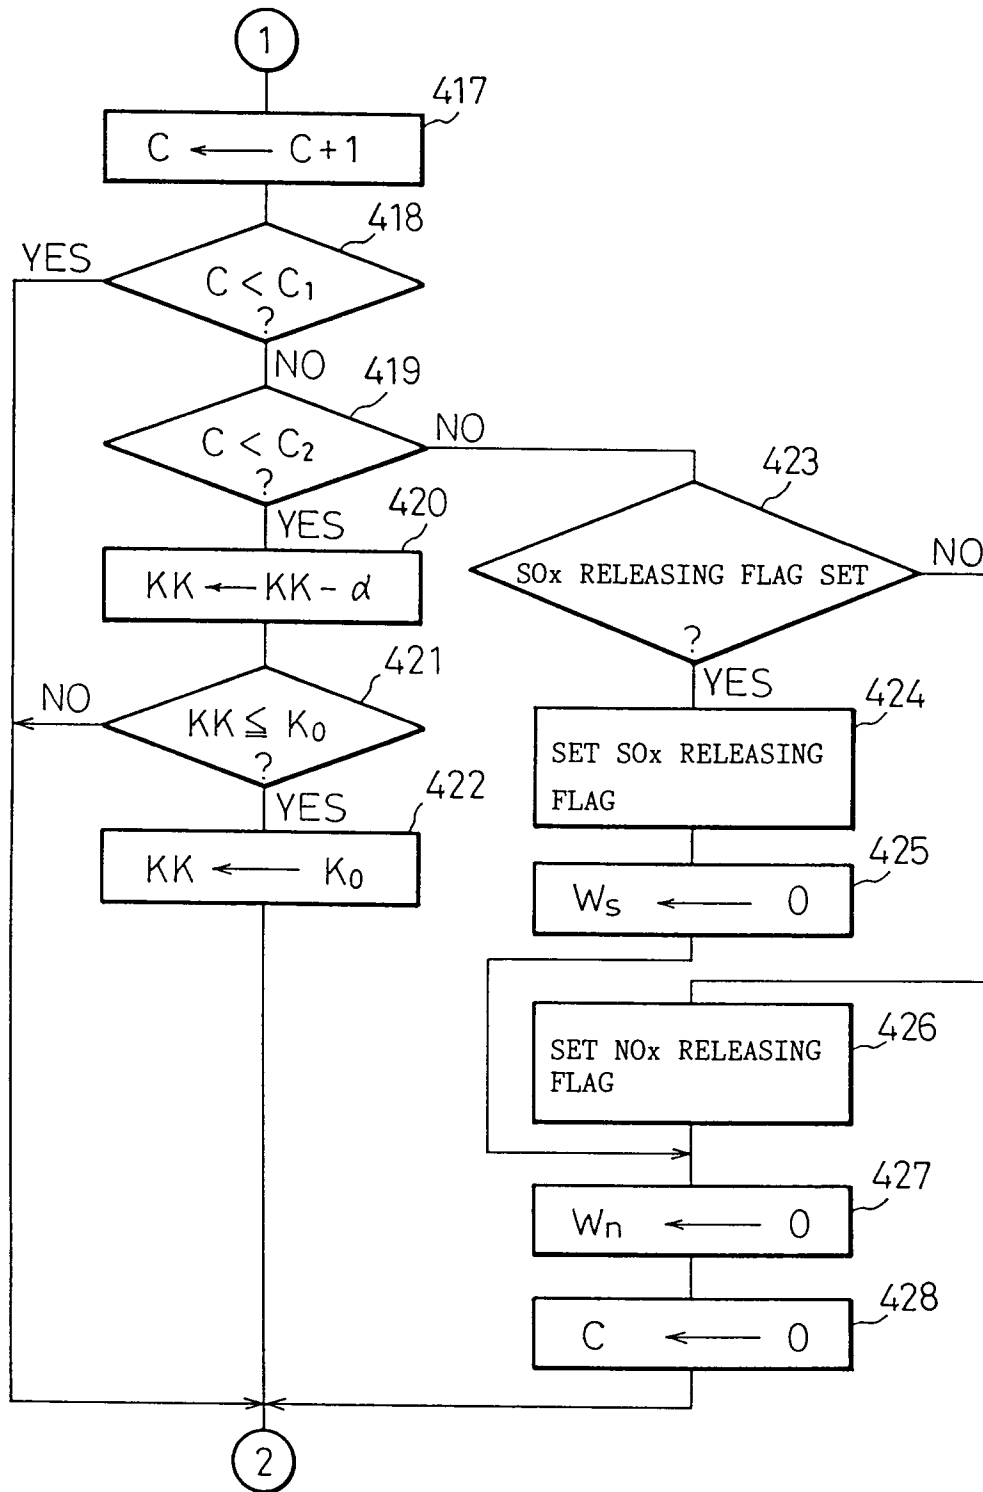 1
417
C ← C+1
418
YES
C < C₁
?
NO
419
C < C₂
?
NO
YES
420
KK ← KK - α
421
NO
KK ≦ K₀
?
YES
422
KK ← K₀
423
SOx RELEASING FLAG SET
?
NO
YES
424
SET SOx RELEASING
FLAG
425
Ws ← 0
426
SET NOx RELEASING
FLAG
427
Wn ← 0
428
C ← 0
2